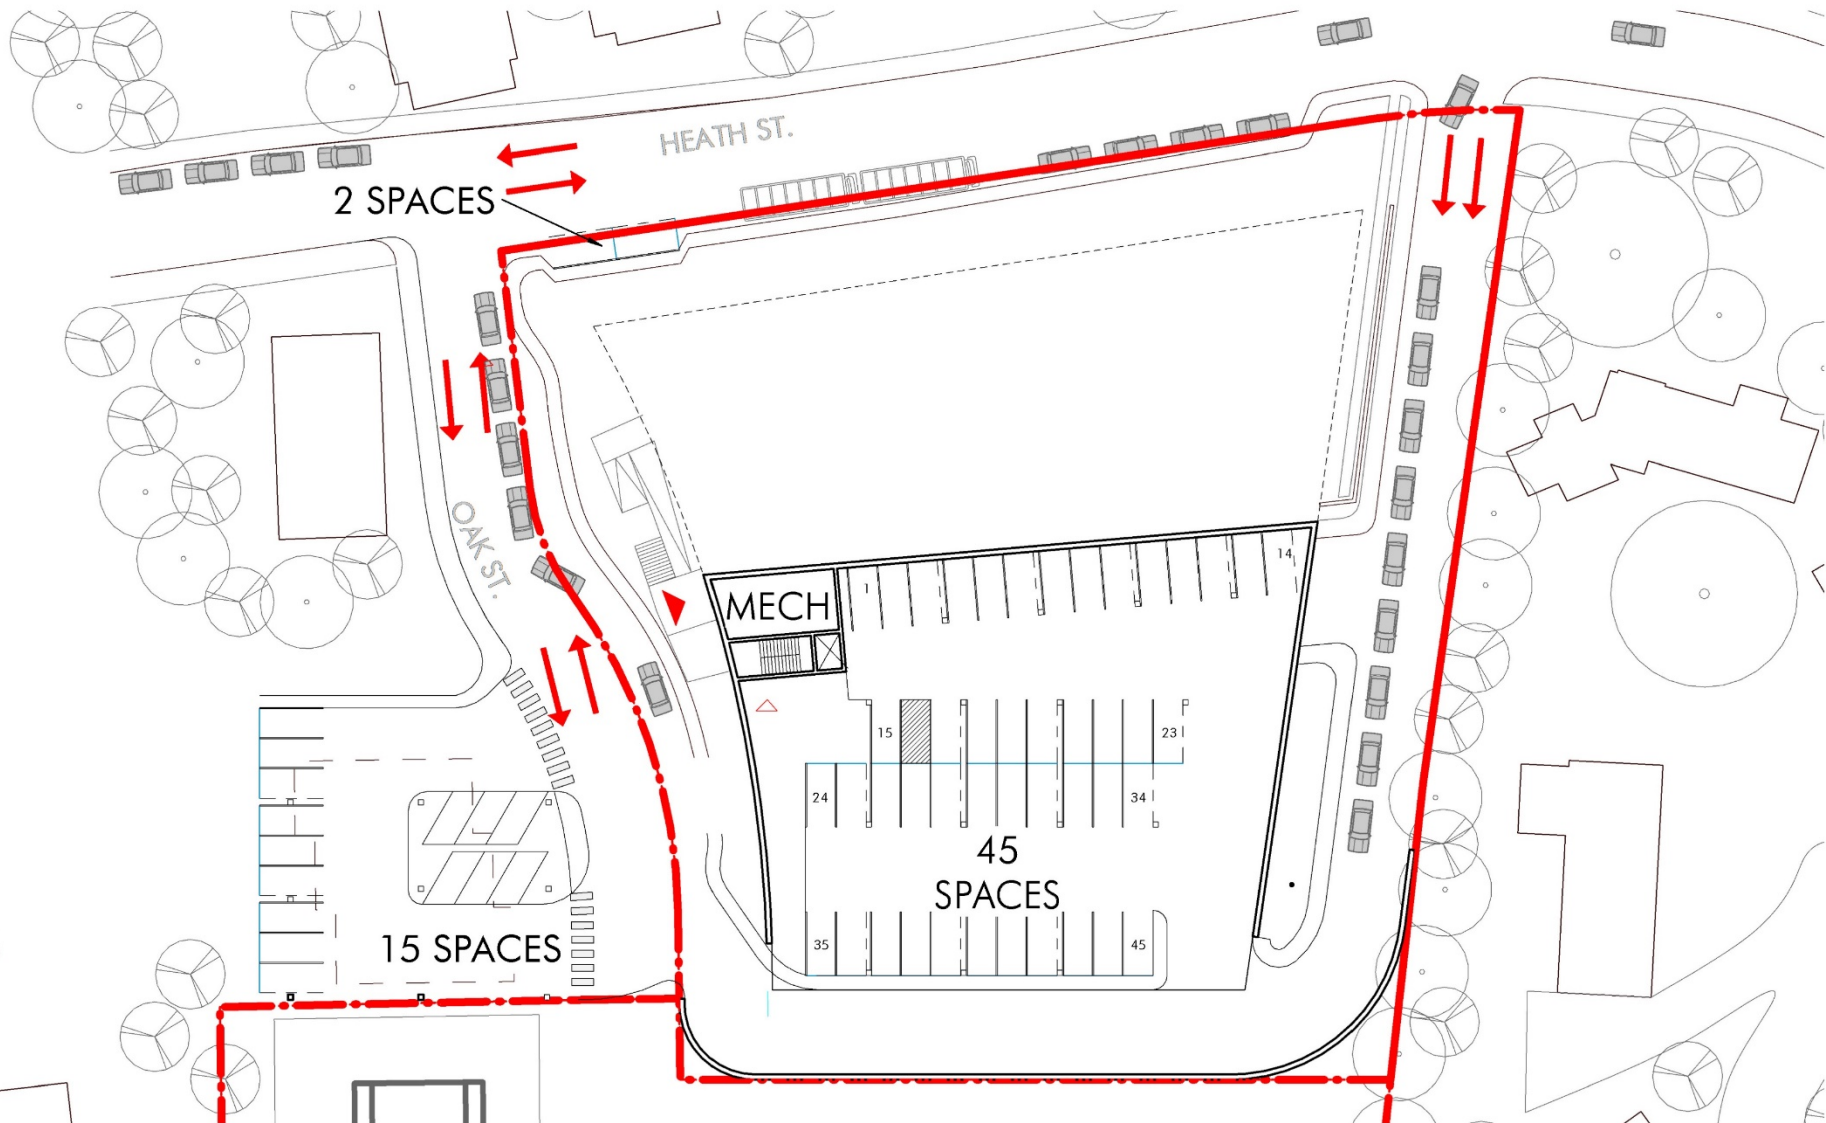 HEATH ST.
2 SPACES
OAK ST.
14
1
MECH
15
23
24
34
45
SPACES
15 SPACES
35
45